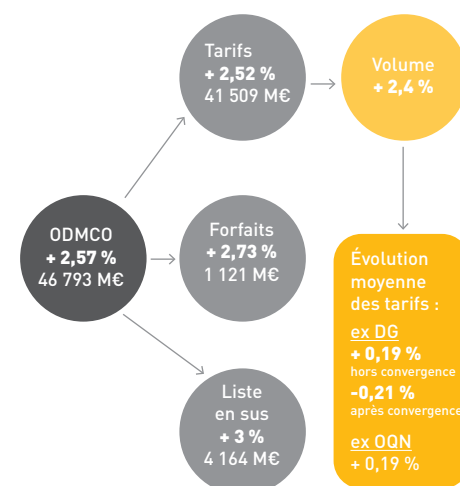 Tarifs
+ 2,52 %
41 509 M€
Volume
+ 2,4 %
ODMCO
+ 2,57 %
46 793 M€
Forfaits
+ 2,73 %
1 121 M€
Liste
en sus
+ 3 %
4 164 M€
Évolution
moyenne
des tarifs :
ex DG
+ 0,19 %
hors convergence
-0,21 %
après convergence
ex OQN
+ 0,19 %